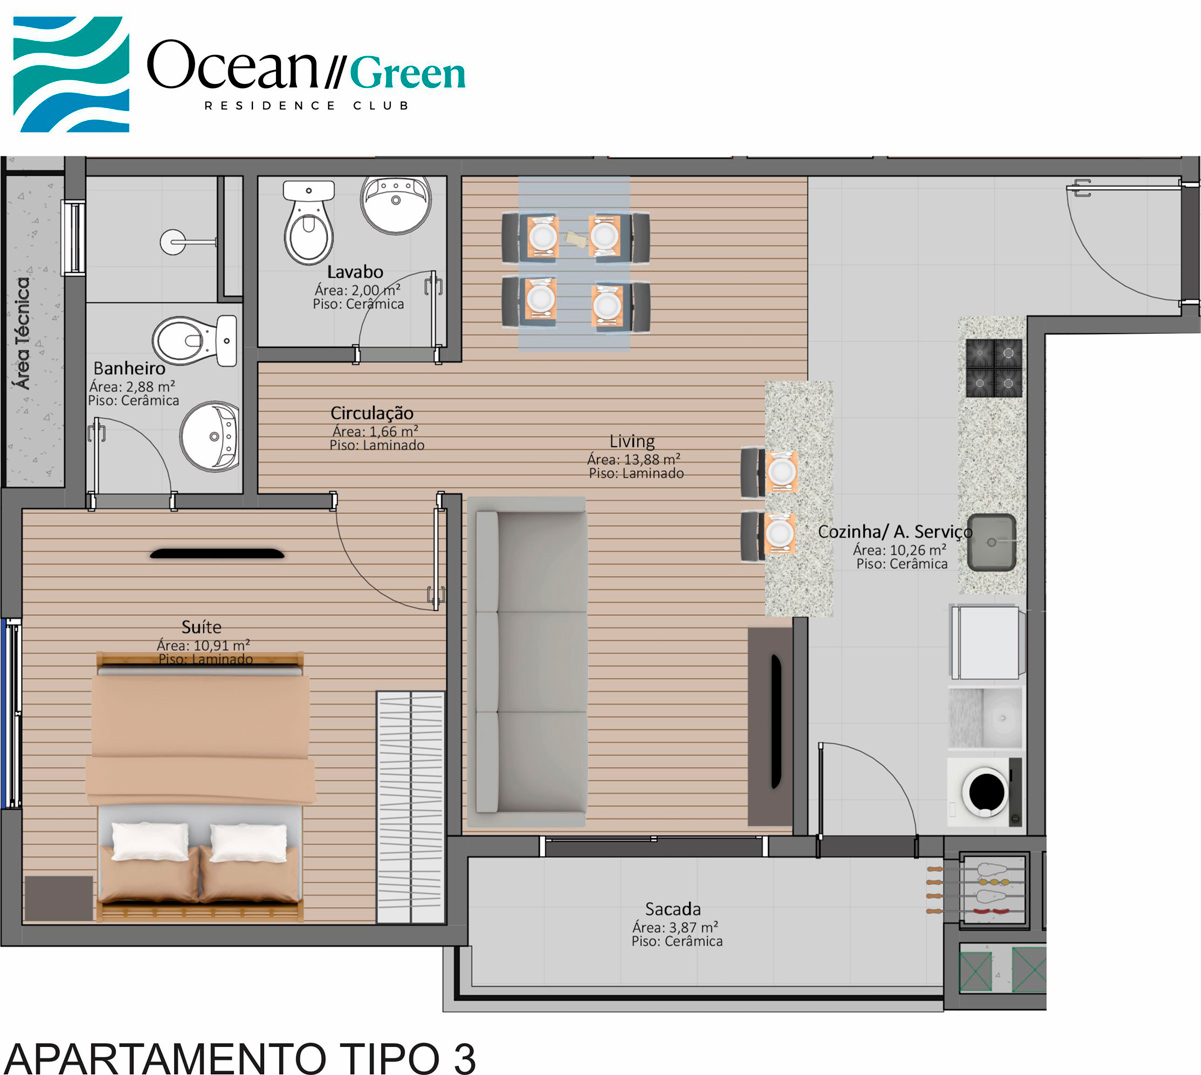 Ocean//Green
RESIDENCE CLUB
Área Técnica
Lavabo
Área: 2,00 m²
Piso: Cerâmica
Banheiro
Área: 2,88 m²
Piso: Cerâmica
Circulação
Área: 1,66 m²
Piso: Laminado
Living
Área: 13,88 m²
Piso: Laminado
Cozinha/ A. Serviço
Área: 10,26 m²
Piso: Cerâmica
Suíte
Área: 10,91 m²
Piso: Laminado
Sacada
Área: 3,87 m²
Piso: Cerâmica
APARTAMENTO TIPO 3